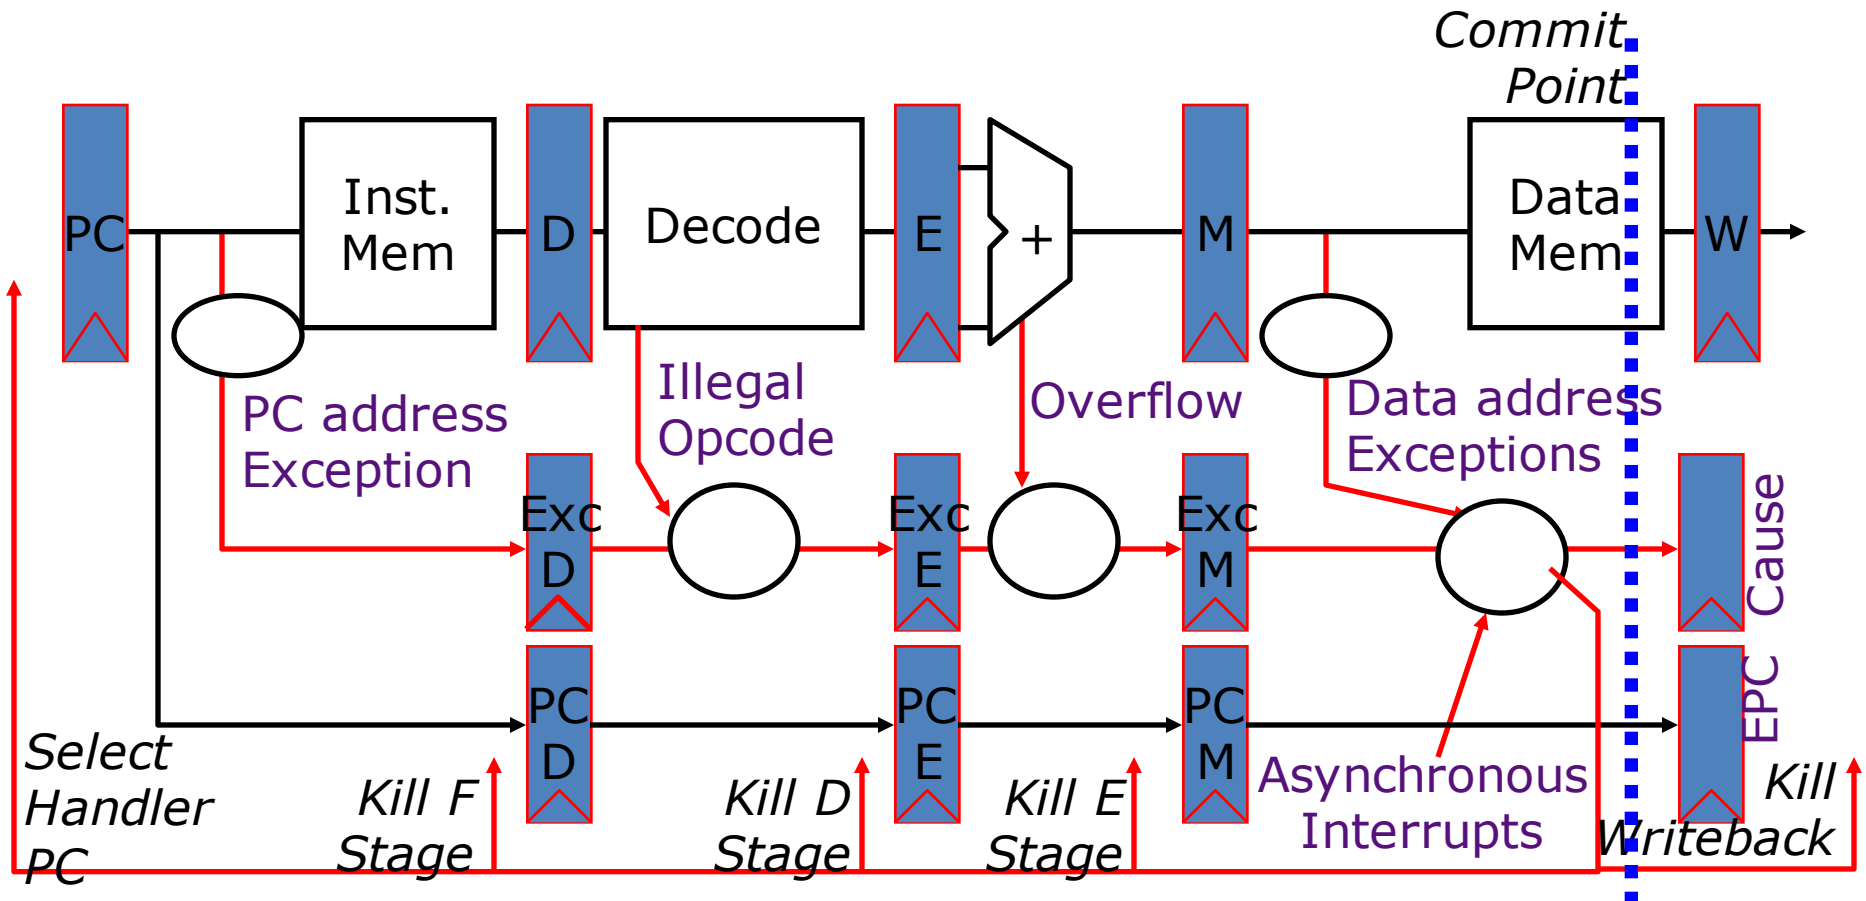 Commit
Point
PC
Inst.
Mem
D
Decode
E
+
M
Data
Mem
W
PC address
Exception
Illegal
Opcode
Overflow
Data address
Exceptions
Exc
D
Exc
E
Exc
M
Cause
PC
D
PC
E
PC
M
EPC
Select
Handler
PC
Kill F
Stage
Kill D
Stage
Kill E
Stage
Asynchronous
Interrupts
Kill
Writeback